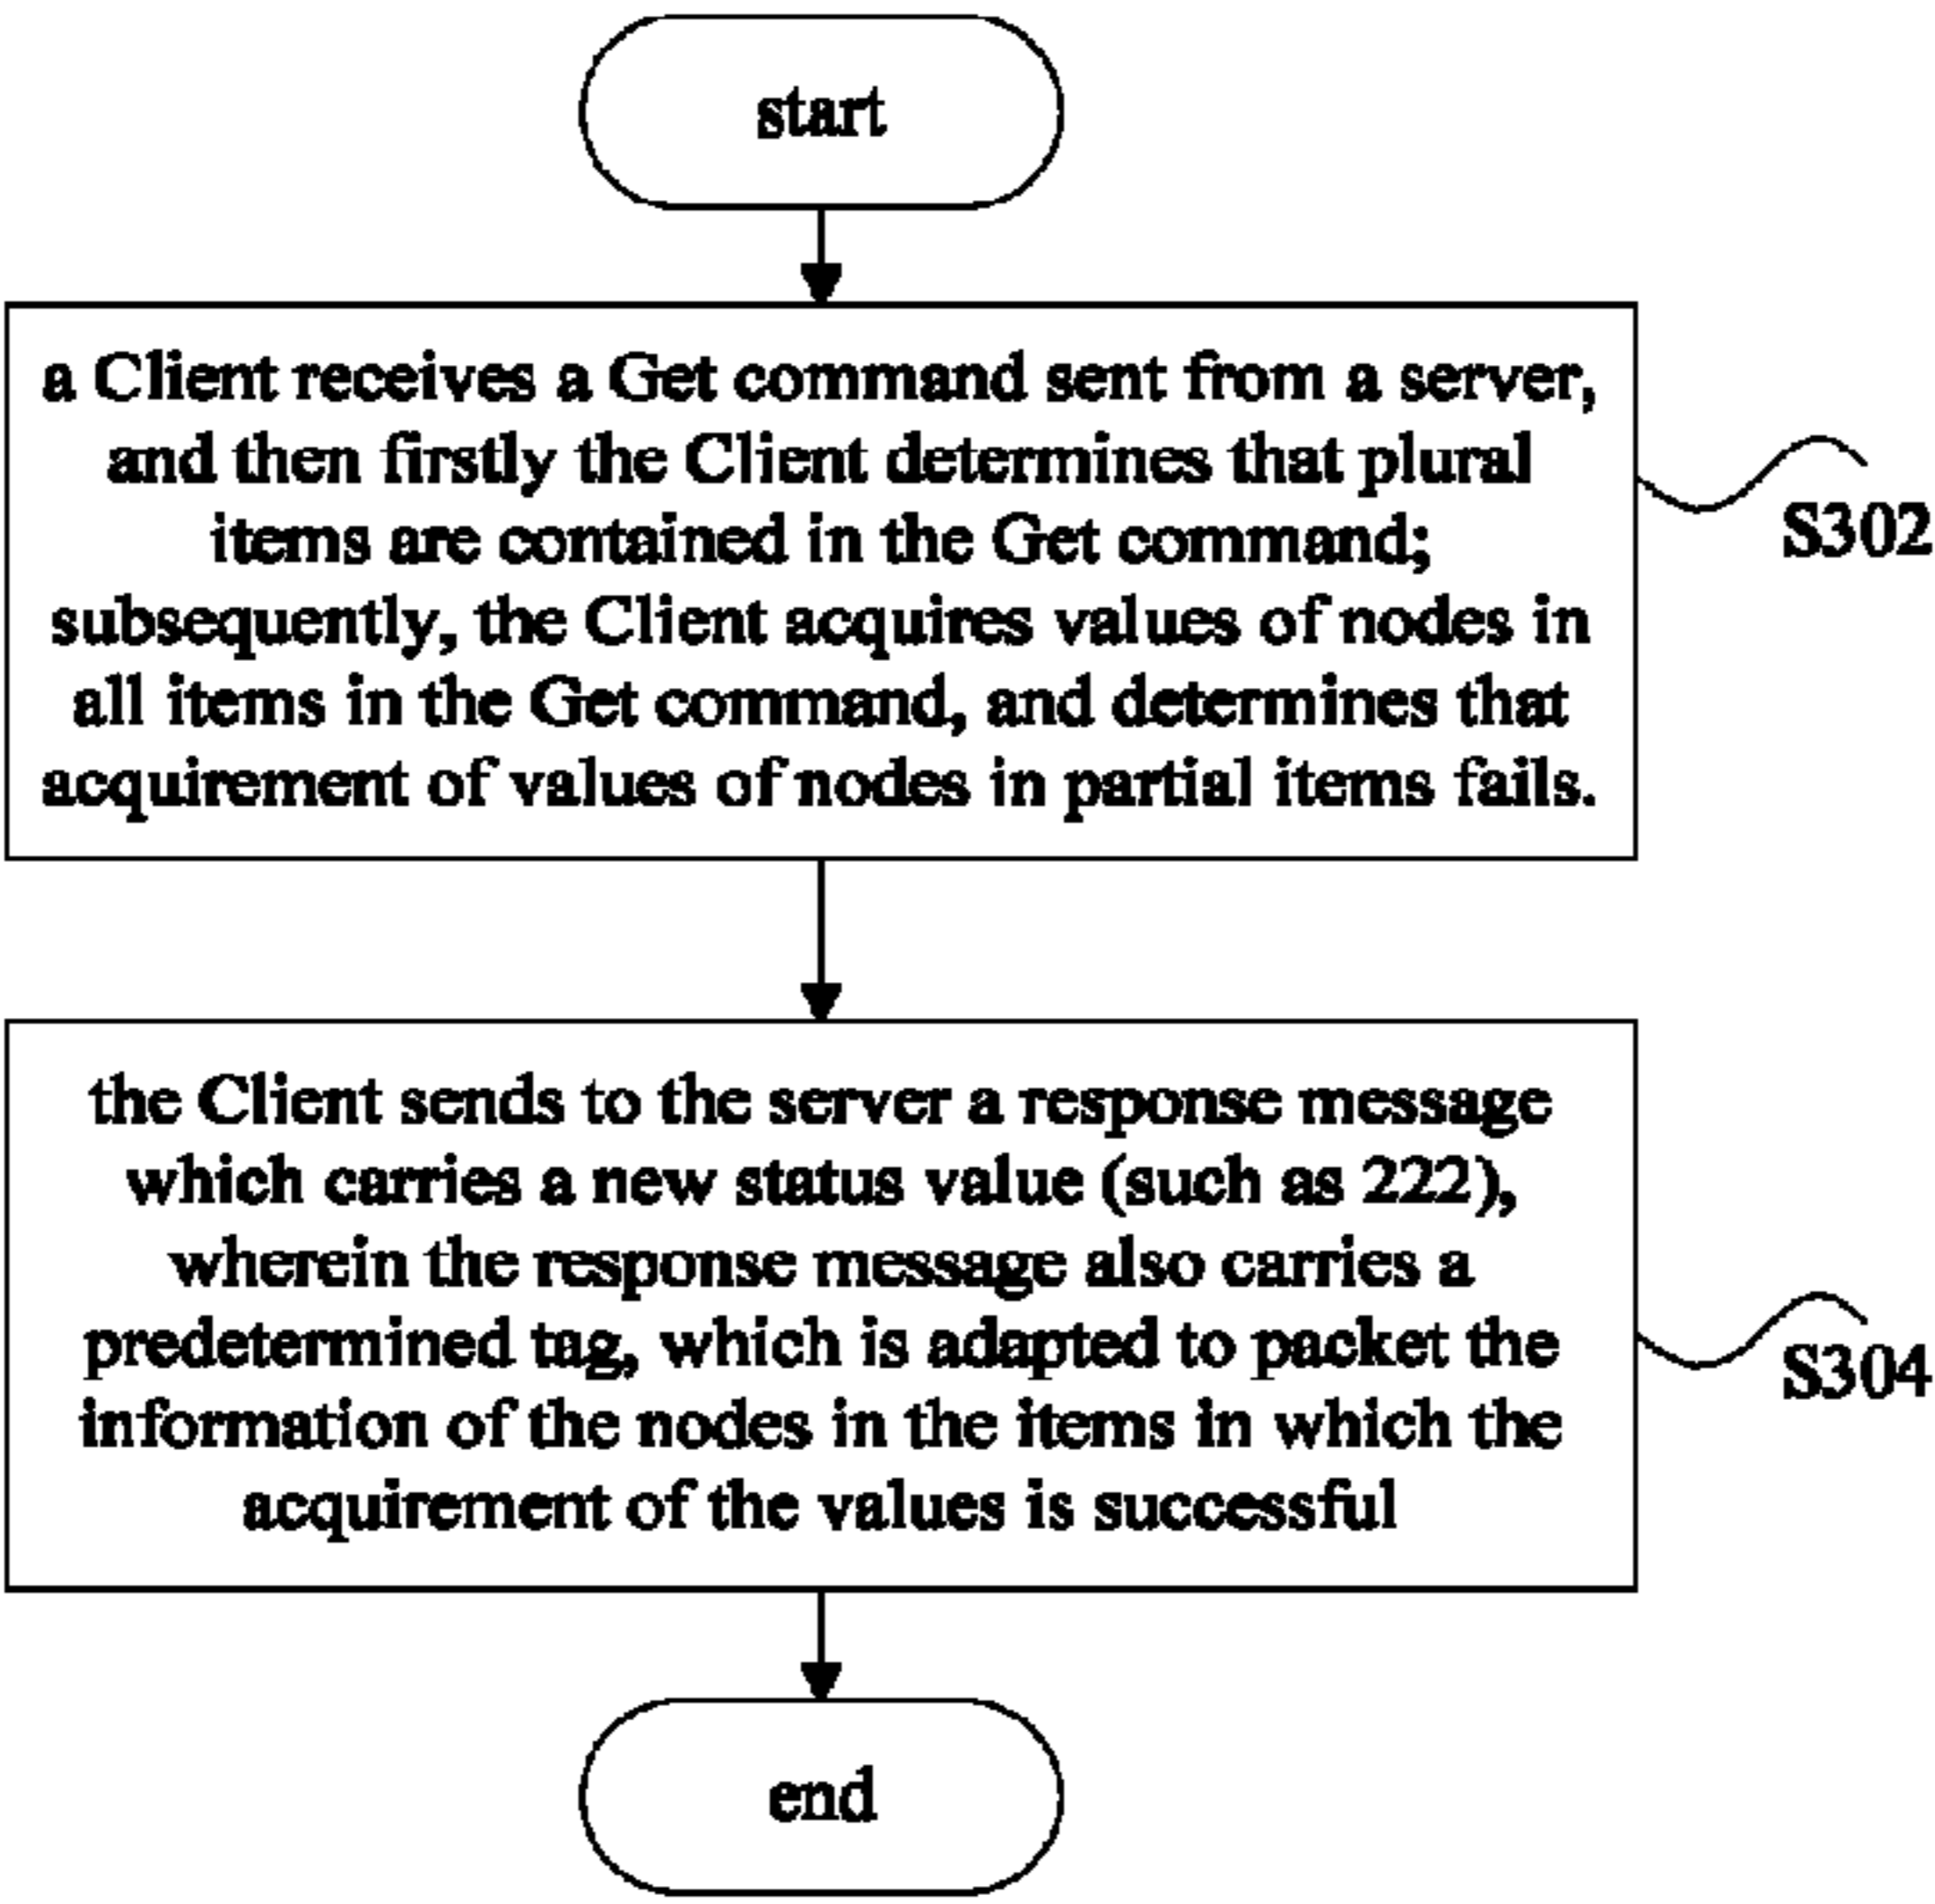 start
a Client receives a Get command sent from a server,
and then firstly the Client determines that plural
items are contained in the Get command;
subsequently, the Client acquires values of nodes in
all items in the Get command, and determines that
acquirement of values of nodes in partial items fails.
S302
the Client sends to the server a response message
which carries a new status value (such as 222),
wherein the response message also carries a
predetermined tag, which is adapted to packet the
information of the nodes in the items in which the
acquirement of the values is successful
S304
end